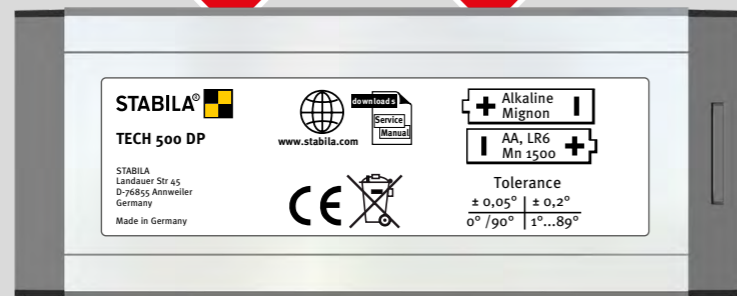 STABILA®
TECH 500 DP
STABILA
Landauer Str 45
D-76855 Annweiler
Germany
Made in Germany
downloads
Service
Manual
www.stabila.com
CE
+ Alkaline I
Mignon
I AA, LR6 +
Mn 1500
Tolerance
± 0,05° | ± 0,2°
0° /90° | 1°...89°